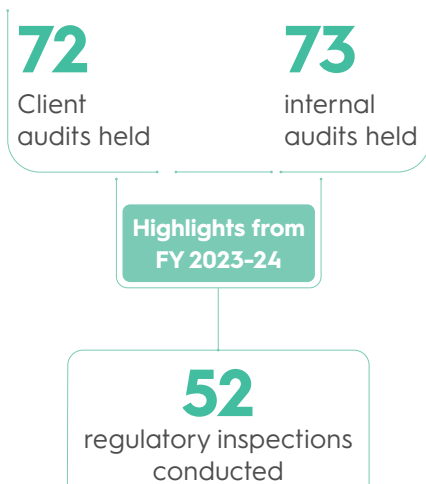 72
Client
audits held
73
internal
audits held
Highlights from
FY 2023-24
52
regulatory inspections
conducted